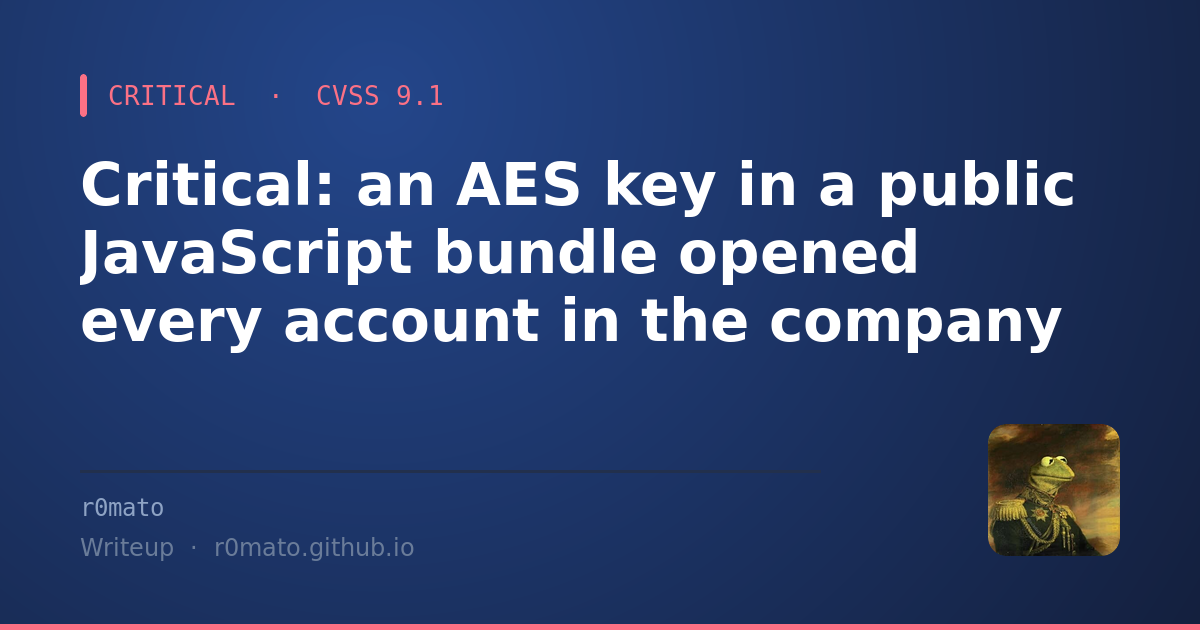 CRITICAL · CVSS 9.1
Critical: an AES key in a public
JavaScript bundle opened
every account in the company
r0mato
Writeup · r0mato.github.io